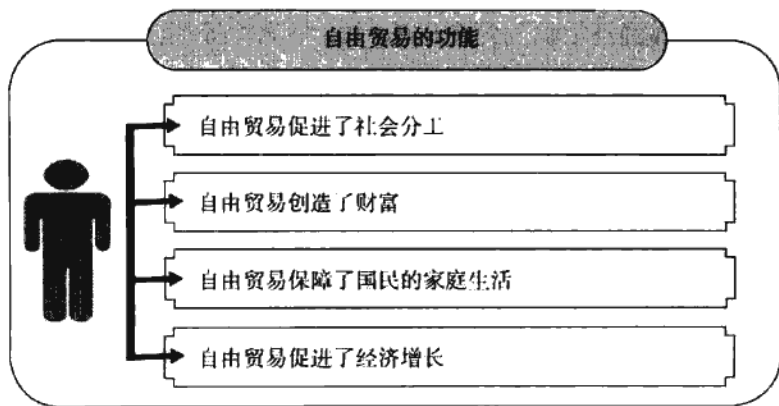 自由贸易的功能
自由贸易促进了社会分工
自由贸易创造了财富
自由贸易保障了国民的家庭生活
自由贸易促进了经济增长